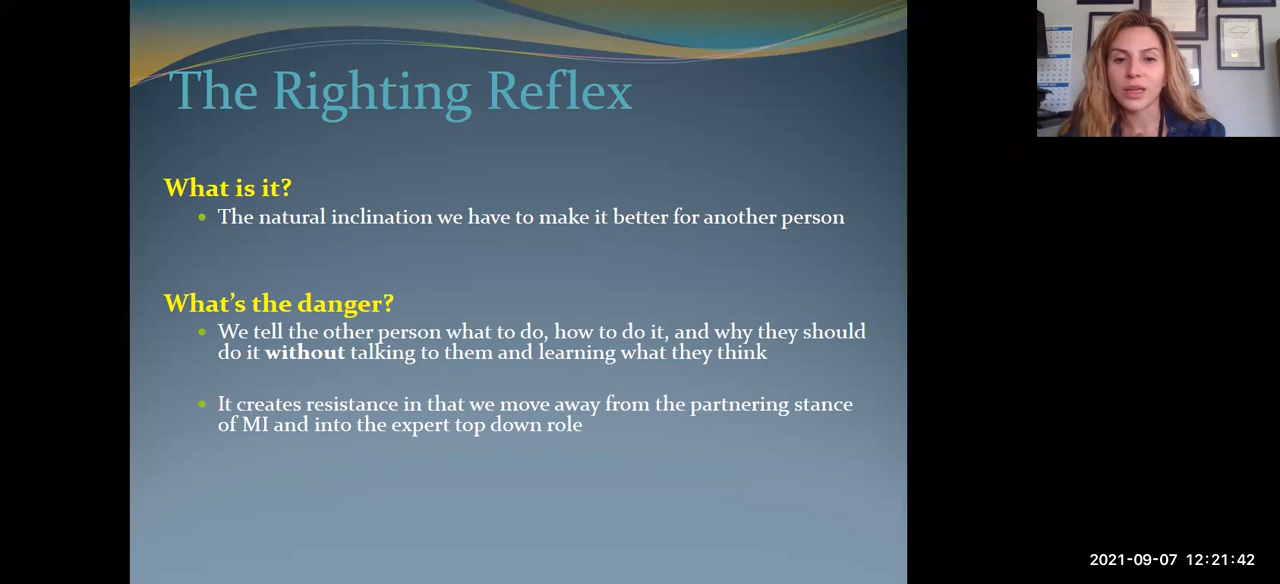 The Righting Reflex
What is it?
• The natural inclination we have to make it better for another person
What's the danger?
• We tell the other person what to do, how to do it, and why they should
do it without talking to them and learning what they think
• It creates resistance in that we move away from the partnering stance
of MI and into the expert top down role
2021-09-07 12:21:42